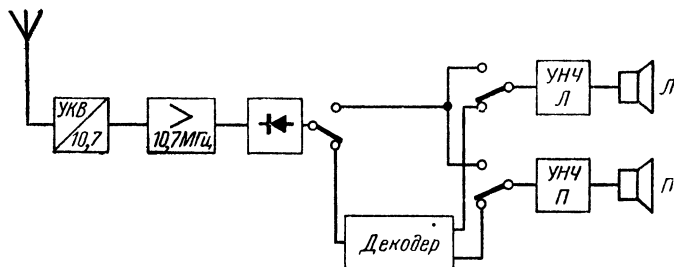 УКВ
10,7
>
10,7МГц
УНЧ
Л
Л
УНЧ
П
П
Декодер